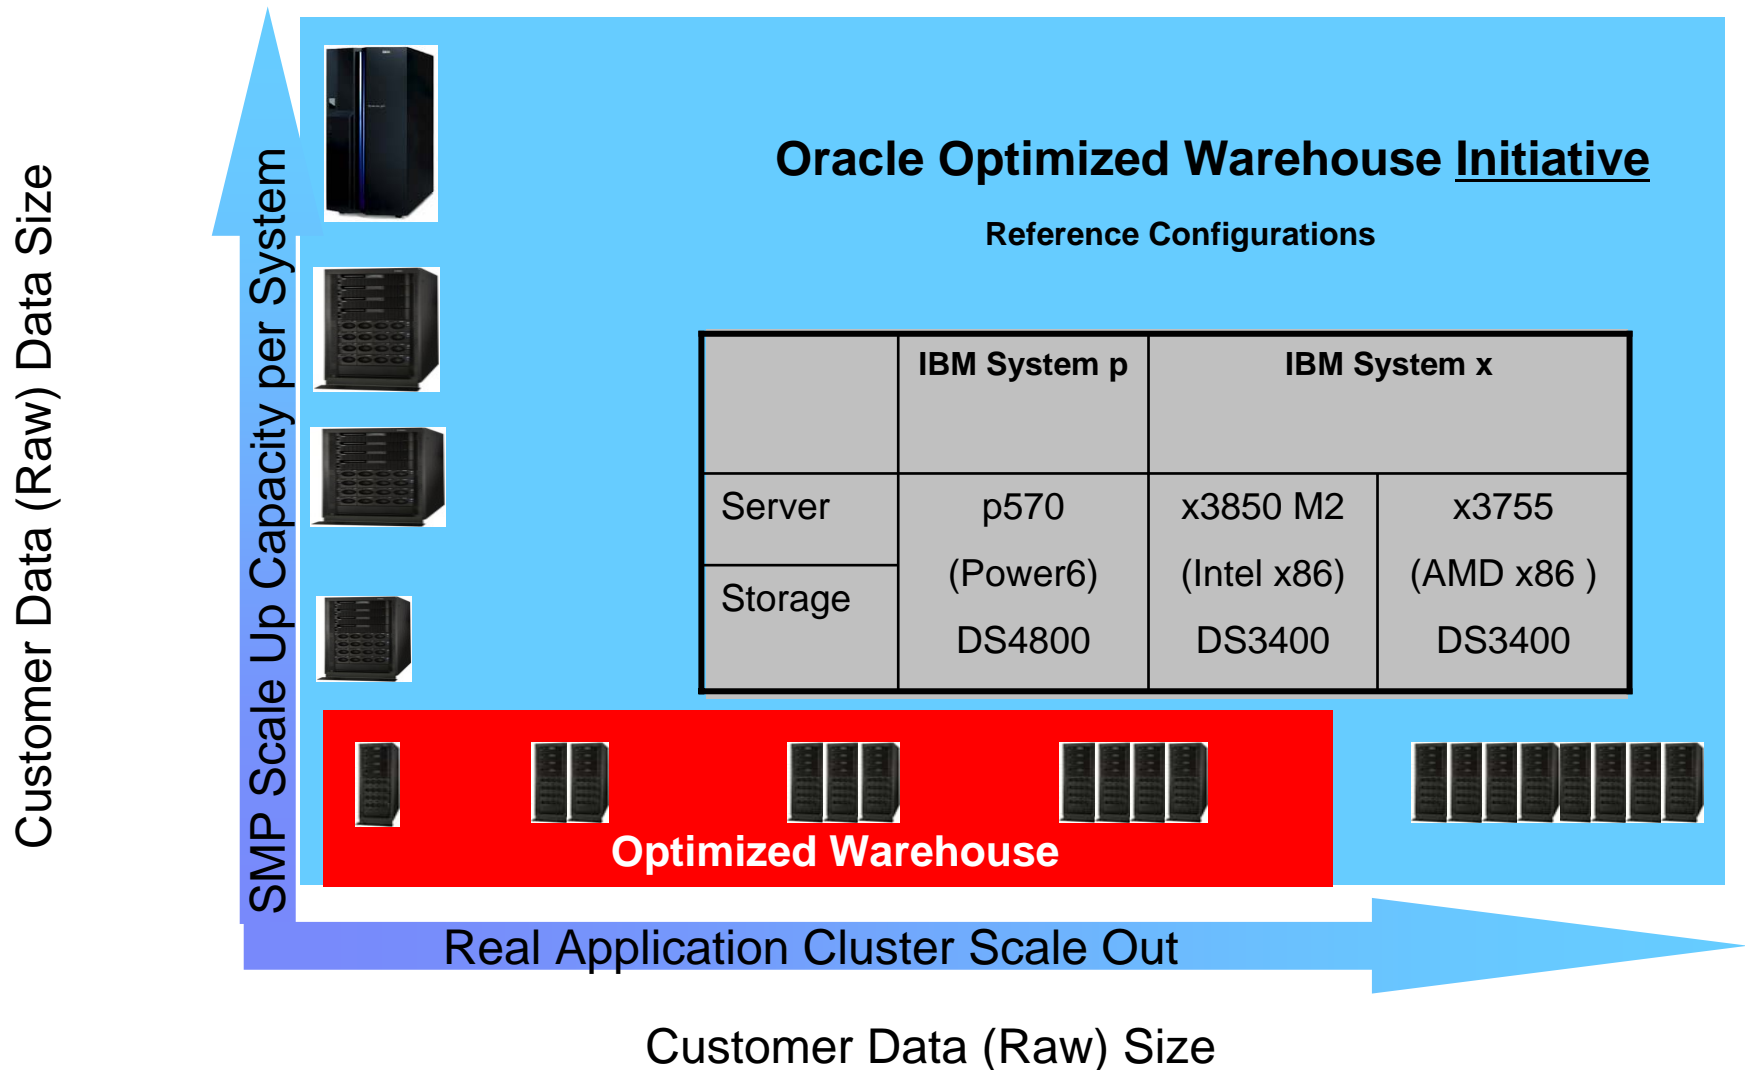 Customer Data (Raw) Data Size
SMP Scale Up Capacity per System
Oracle Optimized Warehouse Initiative
Reference Configurations
IBM System p
IBM System x
Server
p570
x3850 M2
x3755
(Power6)
(Intel x86)
(AMD x86 )
Storage
DS4800
DS3400
DS3400
Optimized Warehouse
Real Application Cluster Scale Out
Customer Data (Raw) Size